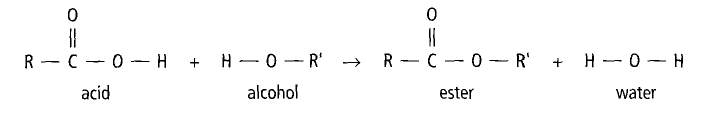 O O
R — C — O — H + H — O — R' → R — C — O — R' + H — O — H
acid alcohol ester water